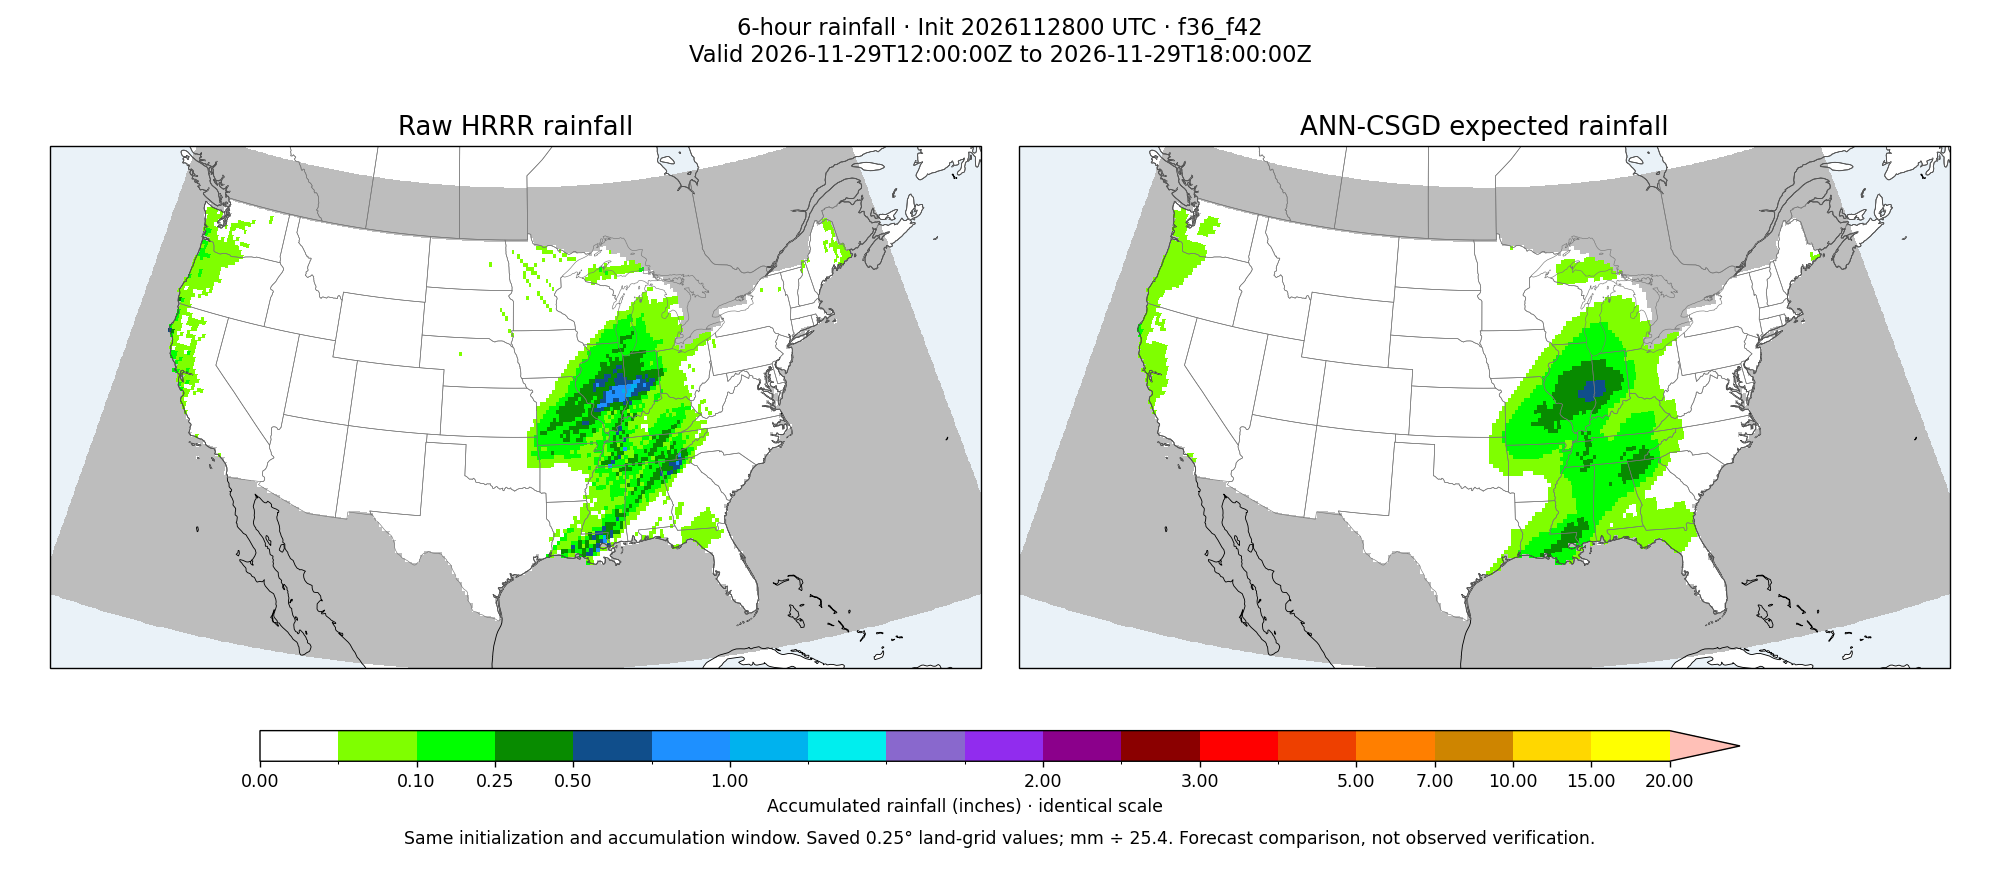 6-hour rainfall · Init 2026112800 UTC · f36_f42
Valid 2026-11-29T12:00:00Z to 2026-11-29T18:00:00Z
Raw HRRR rainfall
ANN-CSGD expected rainfall
0.00 0.10 0.25 0.50 1.00 2.00 3.00 5.00 7.00 10.00 15.00 20.00
Accumulated rainfall (inches) · identical scale
Same initialization and accumulation window. Saved 0.25° land-grid values; mm ÷ 25.4. Forecast comparison, not observed verification.